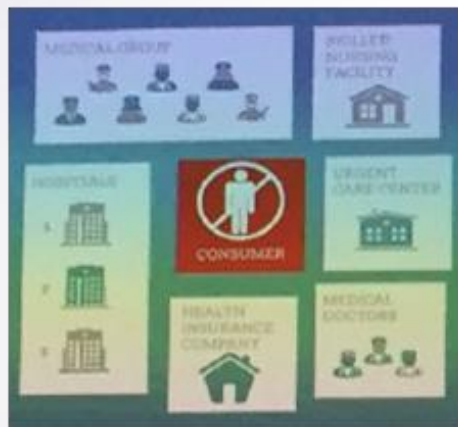 MEDICAL GROUP
SKILLED
NURSING
FACILITY
HOSPITALS
CONSUMER
URGENT
CARE CENTER
HEALTH
INSURANCE
COMPANY
MEDICAL
DOCTORS